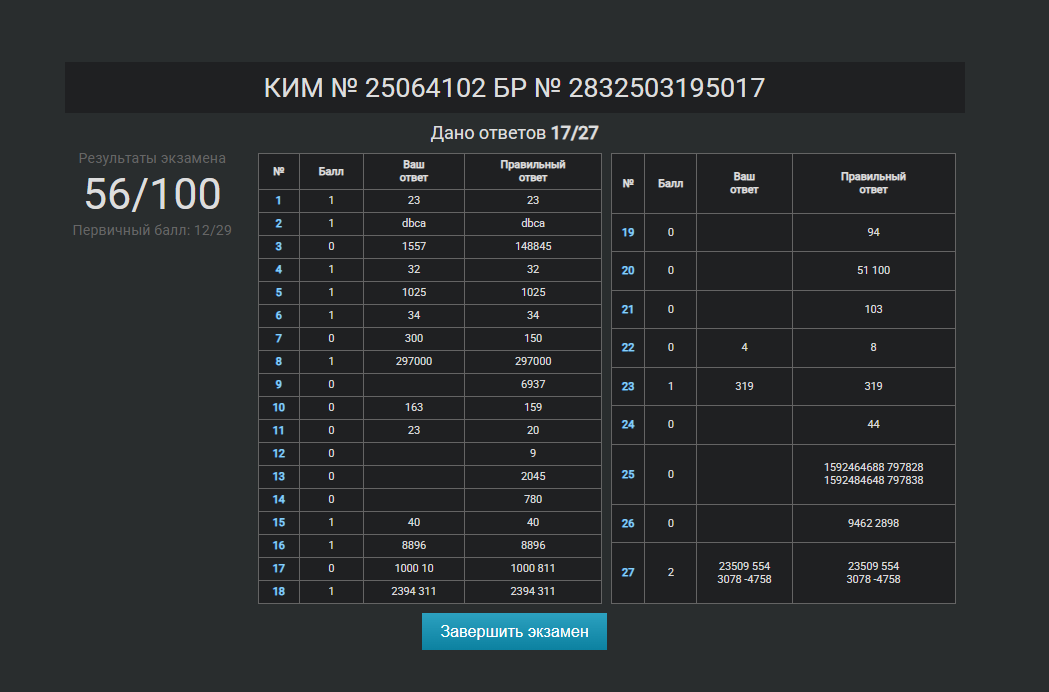 КИМ № 25064102 БР № 2832503195017
Дано ответов 17/27
Результаты экзамена
56/100
Первичный балл: 12/29
№ Балл Ваш ответ Правильный ответ
1 1 23 23
2 1 dbca dbca
3 0 1557 148845
4 1 32 32
5 1 1025 1025
6 1 34 34
7 0 300 150
8 1 297000 297000
9 0 6937
10 0 163 159
11 0 23 20
12 0 9
13 0 2045
14 0 780
15 1 40 40
16 1 8896 8896
17 0 1000 10 1000 811
18 1 2394 311 2394 311
№ Балл Ваш ответ Правильный ответ
19 0 94
20 0 51 100
21 0 103
22 0 4 8
23 1 319 319
24 0 44
25 0 1592464688 797828
1592484648 797838
26 0 9462 2898
27 2 23509 554 23509 554
3078 -4758 3078 -4758
Завершить экзамен